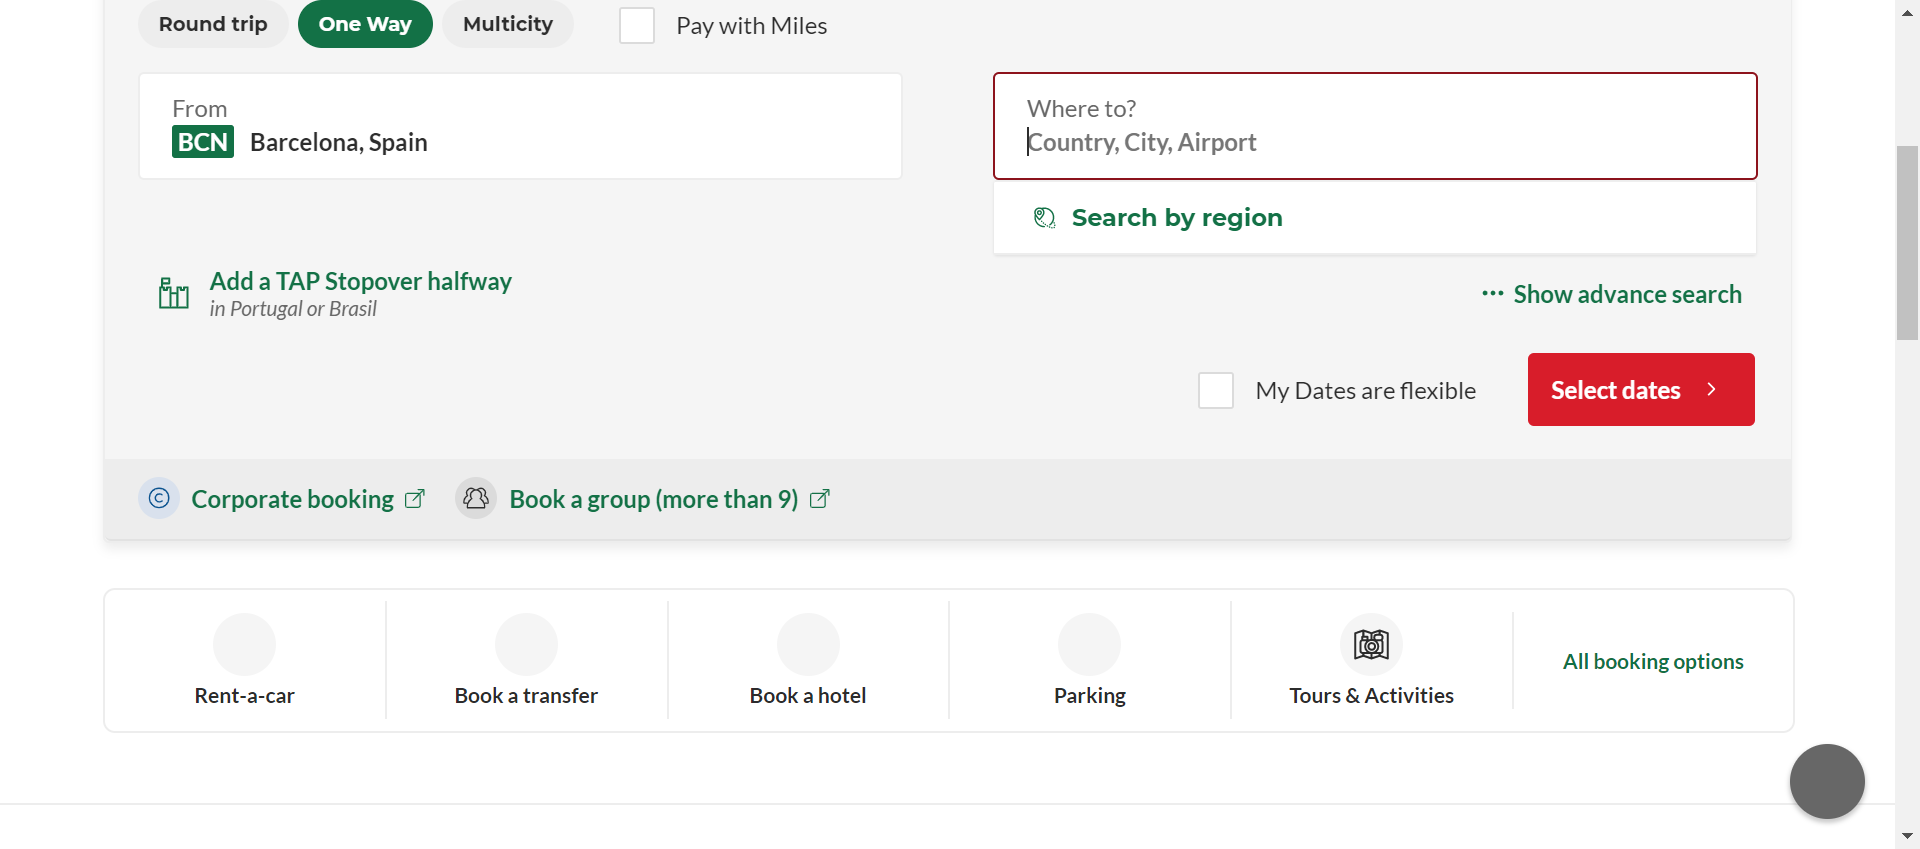 Round trip
One Way
Multicity
Pay with Miles
From
BCN Barcelona, Spain
Where to?
Country, City, Airport
Search by region
Add a TAP Stopover halfway
in Portugal or Brasil
Show advance search
My Dates are flexible
Select dates
Corporate booking
Book a group (more than 9)
Rent-a-car
Book a transfer
Book a hotel
Parking
Tours & Activities
All booking options